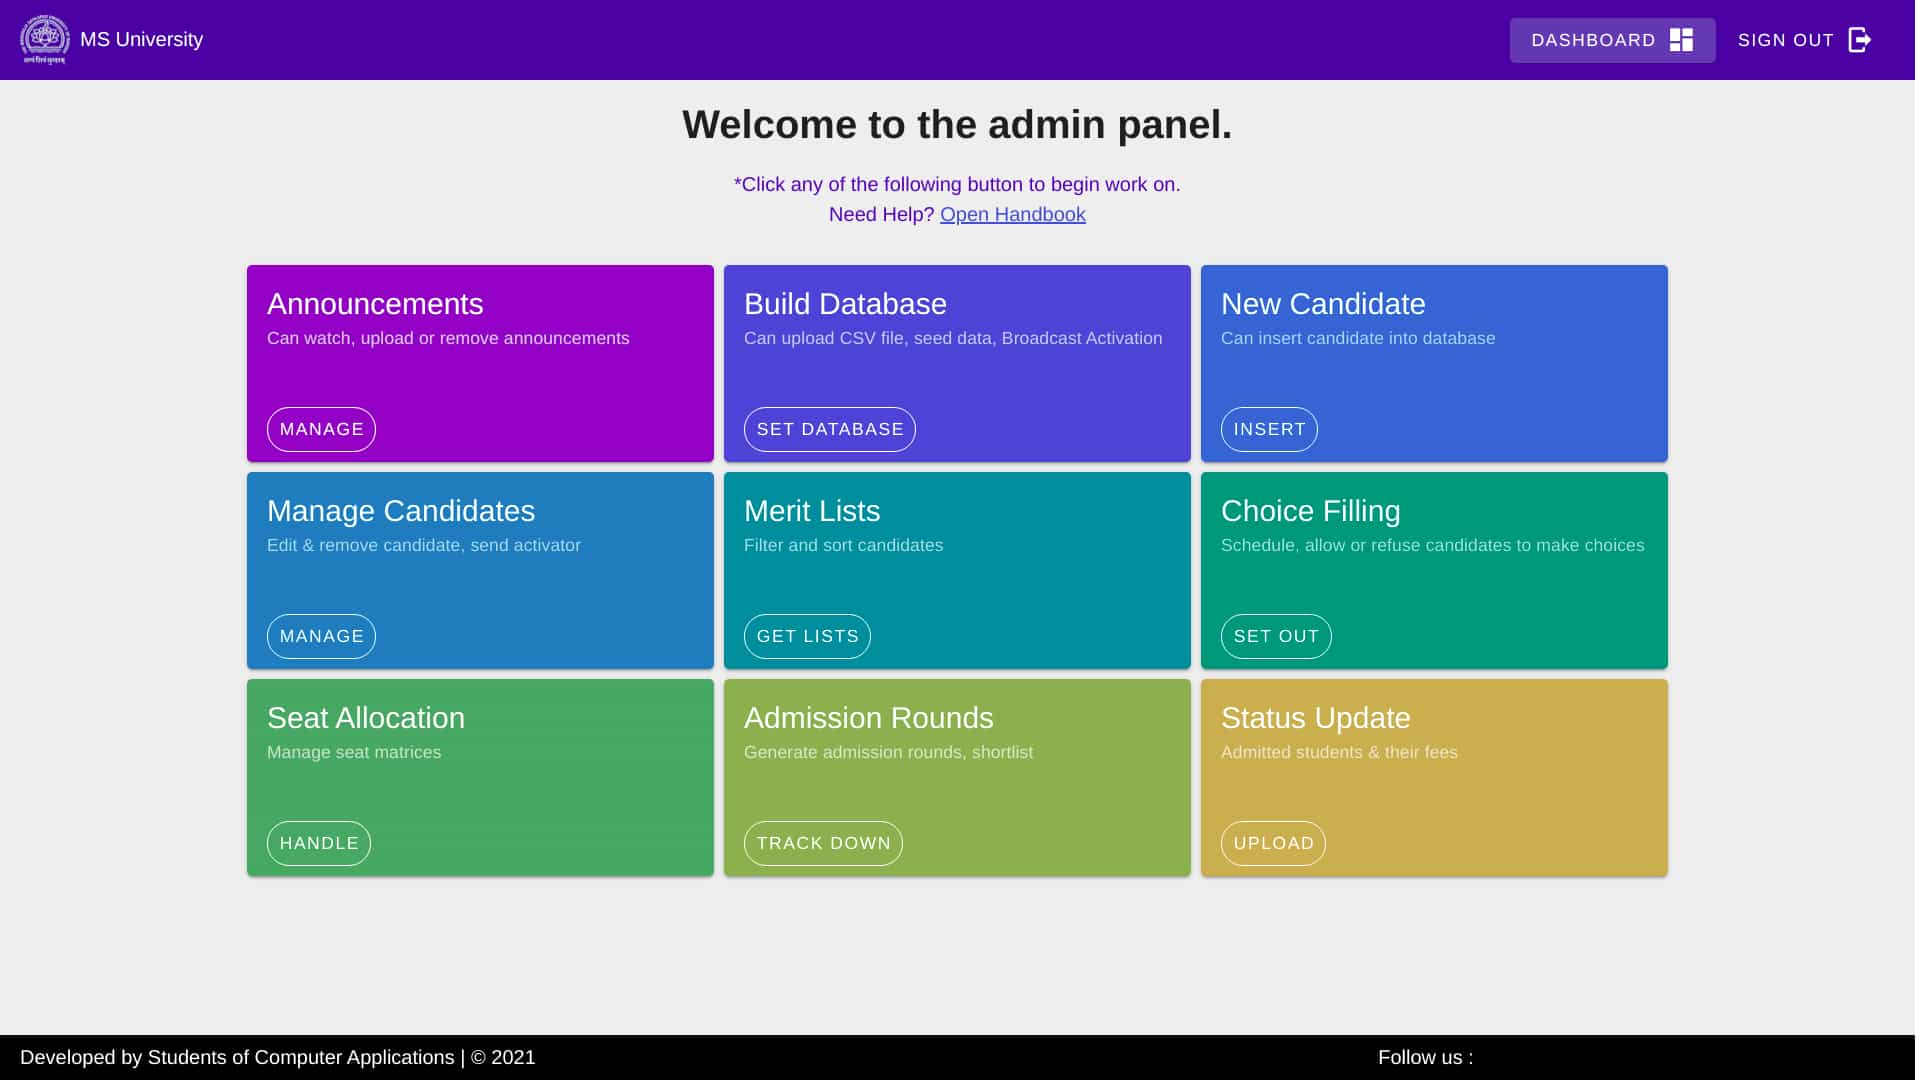 MS University
DASHBOARD
SIGN OUT
Welcome to the admin panel.
*Click any of the following button to begin work on.
Need Help? Open Handbook
Announcements
Can watch, upload or remove announcements
MANAGE
Build Database
Can upload CSV file, seed data, Broadcast Activation
SET DATABASE
New Candidate
Can insert candidate into database
INSERT
Manage Candidates
Edit & remove candidate, send activator
MANAGE
Merit Lists
Filter and sort candidates
GET LISTS
Choice Filling
Schedule, allow or refuse candidates to make choices
SET OUT
Seat Allocation
Manage seat matrices
HANDLE
Admission Rounds
Generate admission rounds, shortlist
TRACK DOWN
Status Update
Admitted students & their fees
UPLOAD
Developed by Students of Computer Applications | © 2021
Follow us :